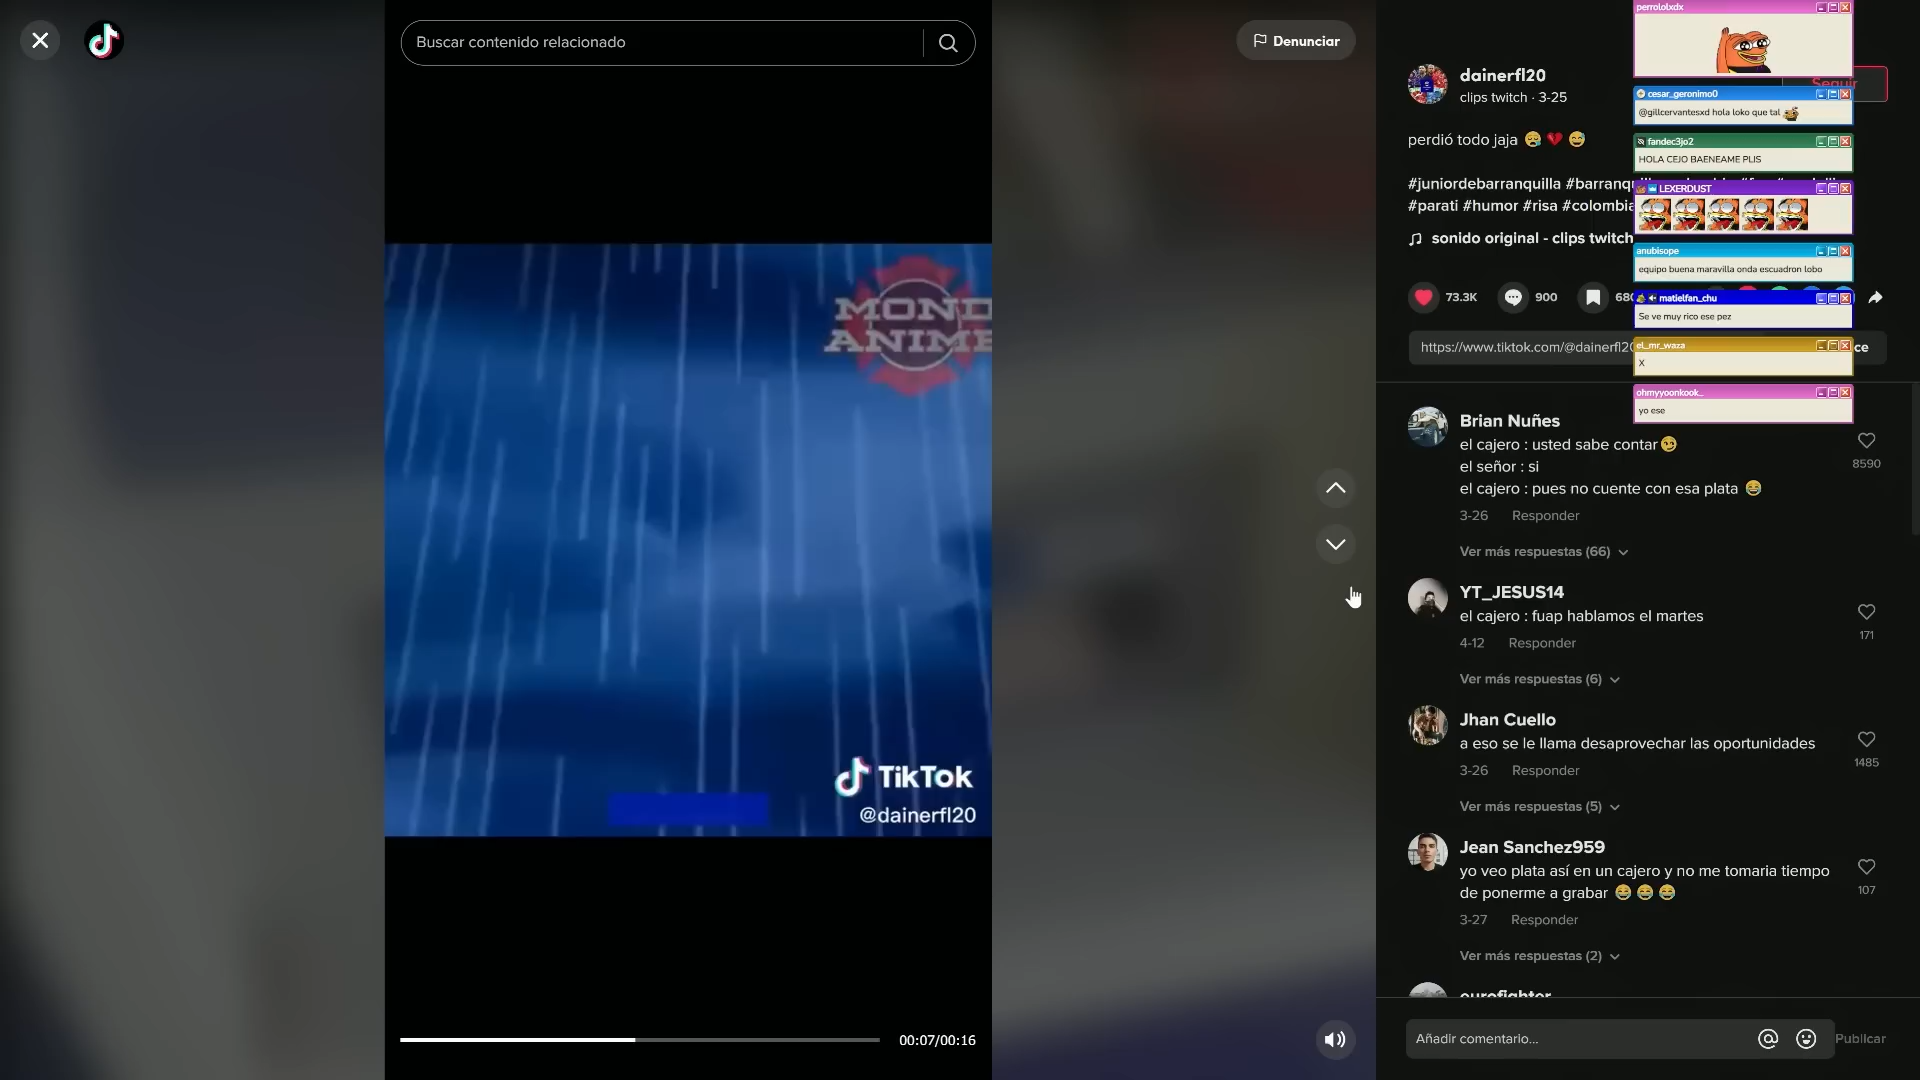 Buscar contenido relacionado
Denunciar
MOND
ANIME
TikTok
@dainerfl20
00:07/00:16
dainerfl20
clips twitch · 3-25
Seguir
perdió todo jaja 😪 💔 😅
#juniordebarranquilla
#parati #humor #risa #colombia
sonido original - clips twitch
73.3K
900
https://www.tiktok.com/@dainerfl20
perrololxdx
cesar_geronimo0
@gillcervantesxd hola loko que tal
fandec3jo2
HOLA CEJO BAENEAME PLIS
LEXERDUST
anubisope
equipo buena maravilla onda escuadron lobo
matielfan_chu
Se ve muy rico ese pez
el_mr_waza
X
ohmyyoonkook_
yo ese
Brian Nuñes
el cajero : usted sabe contar🤨
el señor : si
el cajero : pues no cuente con esa plata 😂
3-26 Responder
8590
Ver más respuestas (66)
YT_JESUS14
el cajero : fuap hablamos el martes
4-12 Responder
171
Ver más respuestas (6)
Jhan Cuello
a eso se le llama desaprovechar las oportunidades
3-26 Responder
1485
Ver más respuestas (5)
Jean Sanchez959
yo veo plata así en un cajero y no me tomaria tiempo
de ponerme a grabar 😂 😂 😂
3-27 Responder
107
Ver más respuestas (2)
eurofighter
Añadir comentario...
Publicar